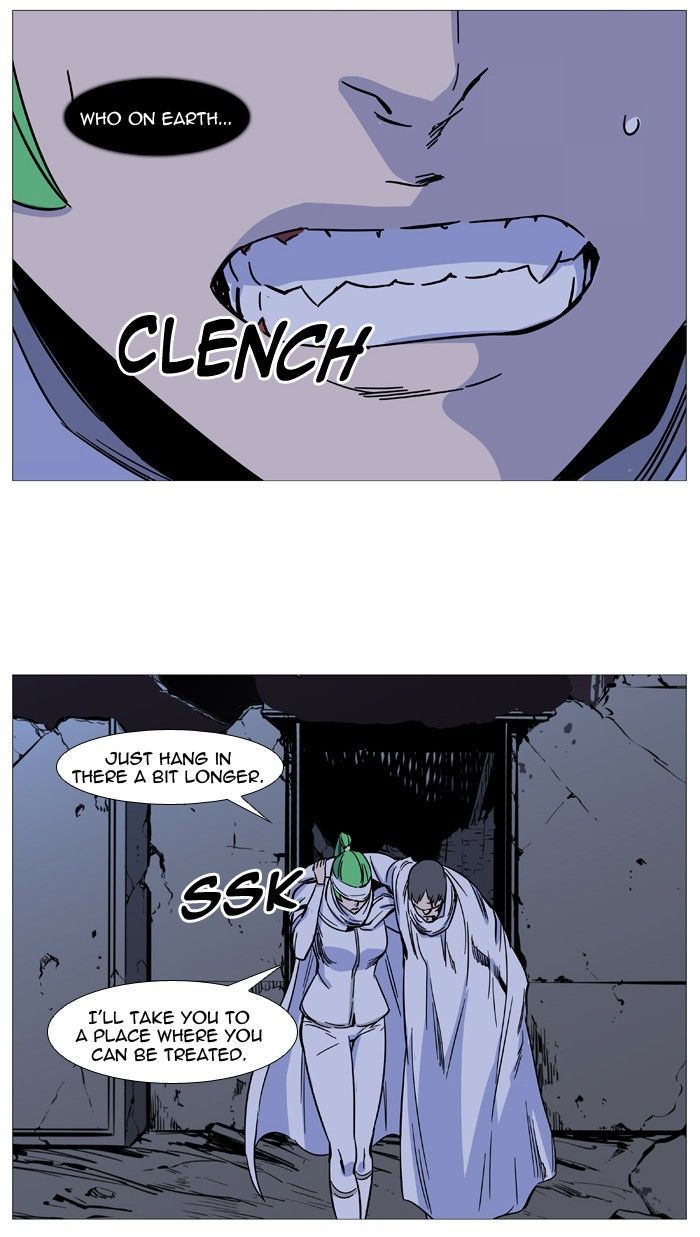 WHO ON EARTH...
CLENCH
JUST HANG IN
THERE A BIT LONGER.
SSK
I'LL TAKE YOU TO
A PLACE WHERE YOU
CAN BE TREATED.